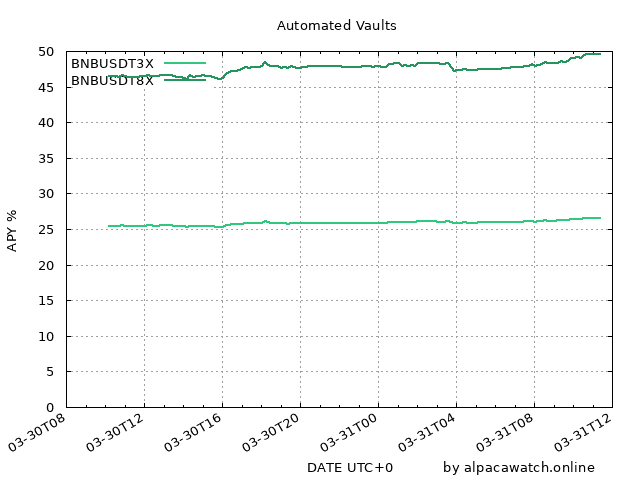 Automated Vaults
BNBUSDT3X
BNBUSDT8X
50
45
40
35
30
25
20
15
10
5
0
APY %
03-30T08
03-30T12
03-30T16
03-30T20
03-31T00
03-31T04
03-31T08
03-31T12
DATE UTC+0
by alpacawatch.online